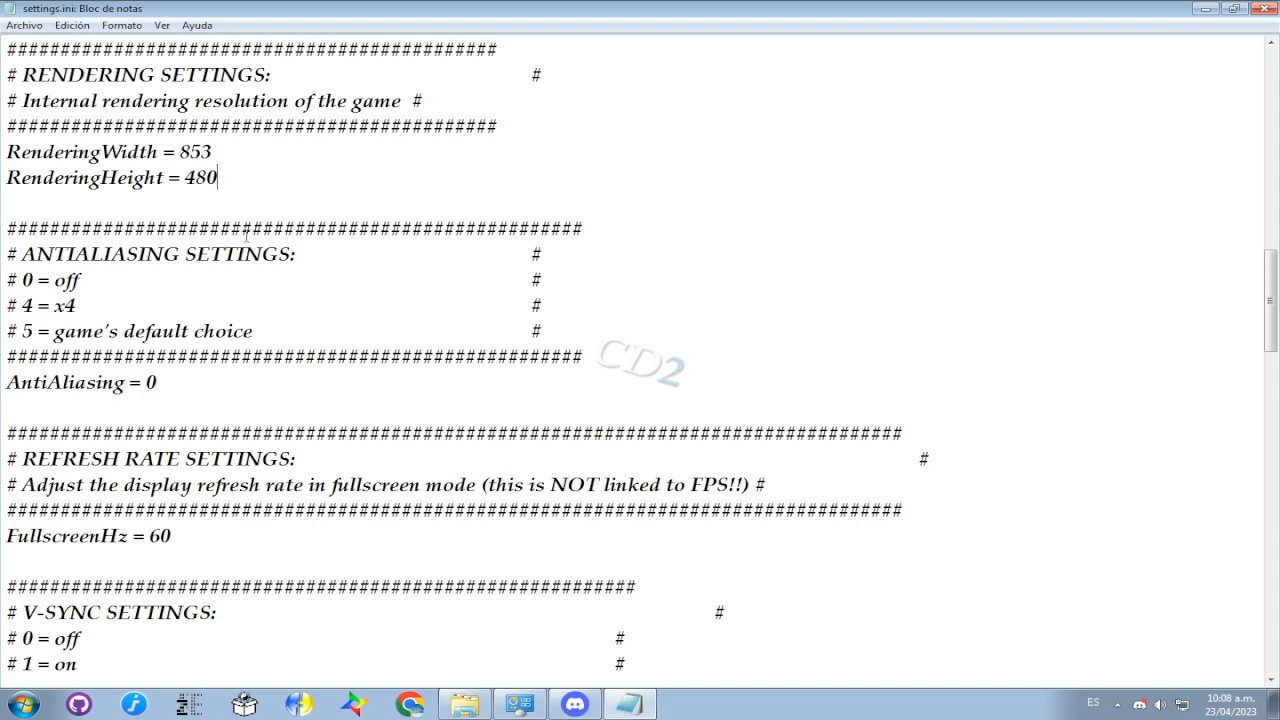 settings.ini: Bloc de notas
Archivo Edición Formato Ver Ayuda
##############################################
# RENDERING SETTINGS: #
# Internal rendering resolution of the game #
##############################################
RenderingWidth = 853
RenderingHeight = 480
######################################################
# ANTIALIASING SETTINGS: #
# 0 = off #
# 4 = x4 #
# 5 = game's default choice #
######################################################
AntiAliasing = 0
####################################################################################
# REFRESH RATE SETTINGS: #
# Adjust the display refresh rate in fullscreen mode (this is NOT linked to FPS!!) #
####################################################################################
FullscreenHz = 60
###########################################################
# V-SYNC SETTINGS: #
# 0 = off #
# 1 = on #
CD2
ES
10:08 a.m.
23/04/2023